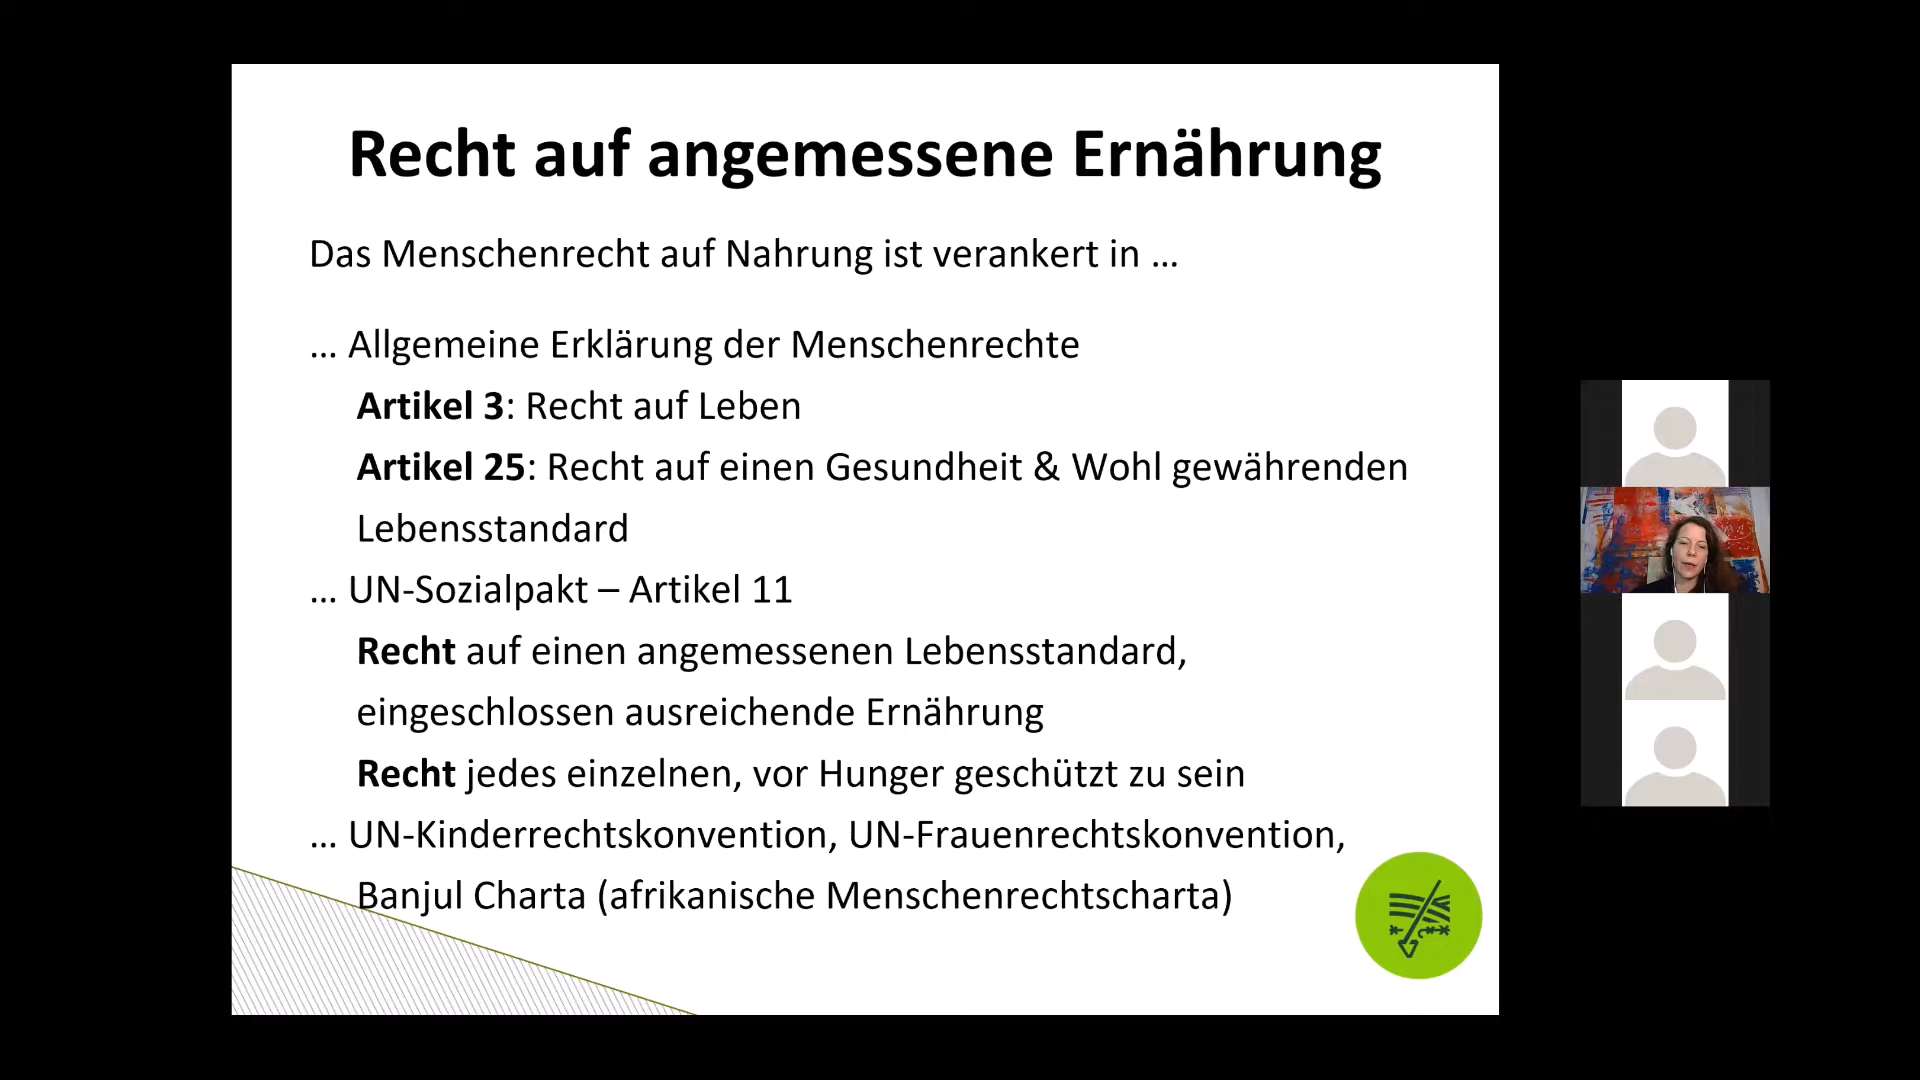 Recht auf angemessene Ernährung
Das Menschenrecht auf Nahrung ist verankert in …
… Allgemeine Erklärung der Menschenrechte
Artikel 3: Recht auf Leben
Artikel 25: Recht auf einen Gesundheit & Wohl gewährenden
Lebensstandard
… UN-Sozialpakt – Artikel 11
Recht auf einen angemessenen Lebensstandard,
eingeschlossen ausreichende Ernährung
Recht jedes einzelnen, vor Hunger geschützt zu sein
… UN-Kinderrechtskonvention, UN-Frauenrechtskonvention,
Banjul Charta (afrikanische Menschenrechtscharta)